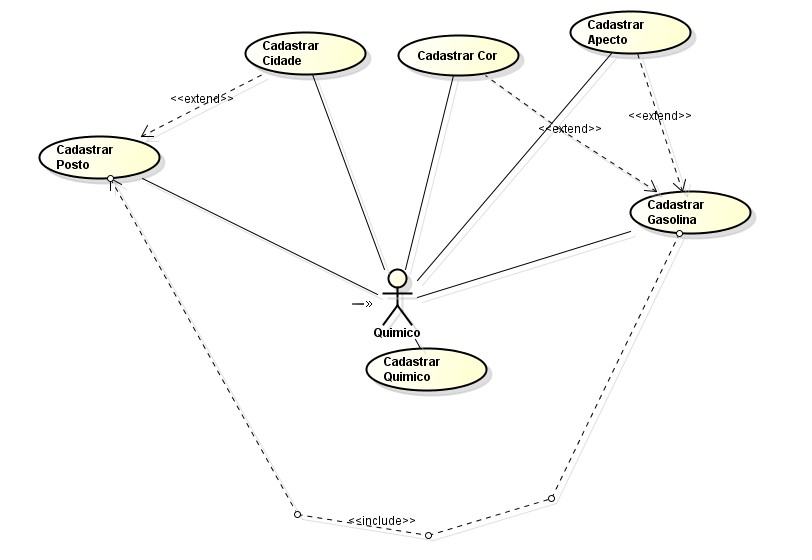 Cadastrar
Cidade
Cadastrar Cor
Cadastrar
Apecto
<<extend>>
<<extend>>
<<extend>>
Cadastrar
Posto
Cadastrar
Gasolina
Quimico
Cadastrar
Quimico
<<include>>